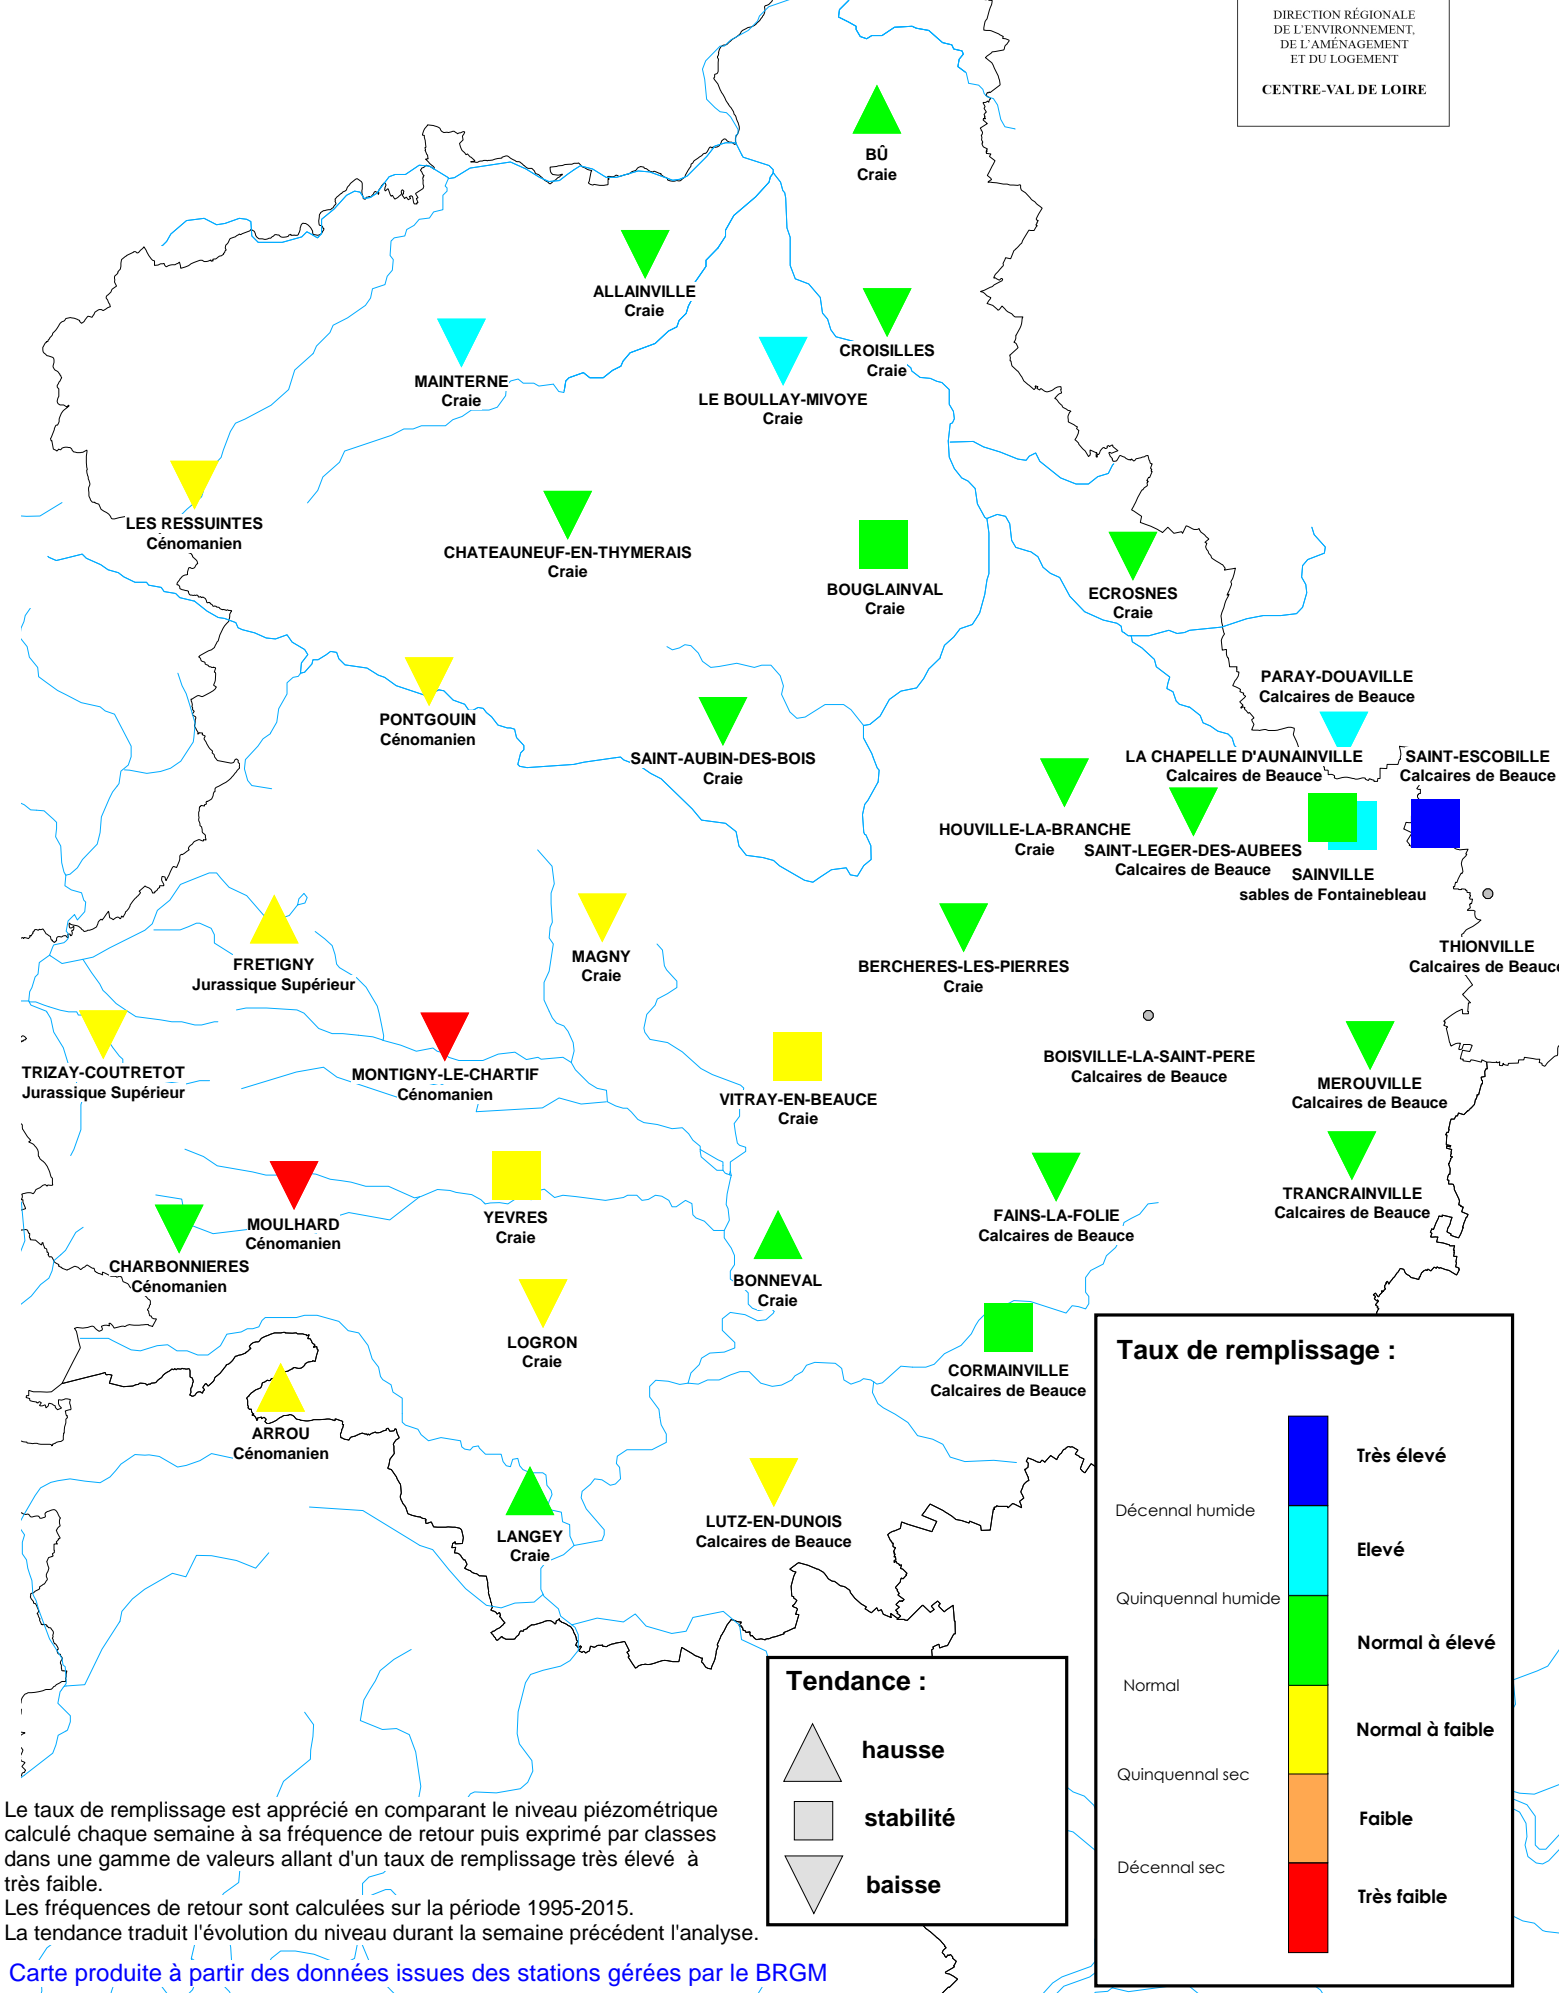 DIRECTION RÉGIONALE
DE L'ENVIRONNEMENT,
DE L'AMÉNAGEMENT
ET DU LOGEMENT
CENTRE-VAL DE LOIRE
BÛ
Craie
ALLAINVILLE
Craie
CROISILLES
Craie
MAINTERNE
Craie
LE BOULLAY-MIVOYE
Craie
LES RESSUINTES
Cénomanien
CHATEAUNEUF-EN-THYMERAIS
Craie
BOUGLAINVAL
Craie
ECROSNES
Craie
PARAY-DOUAVILLE
Calcaires de Beauce
PONTGOUIN
Cénomanien
SAINT-AUBIN-DES-BOIS
Craie
LA CHAPELLE D'AUNAINVILLE
Calcaires de Beauce
SAINT-ESCOBILLE
Calcaires de Beauce
HOUVILLE-LA-BRANCHE
Craie
SAINT-LEGER-DES-AUBEES
Calcaires de Beauce
SAINVILLE
sables de Fontainebleau
THIONVILLE
Calcaires de Beauce
FRETIGNY
Jurassique Supérieur
MAGNY
Craie
BERCHERES-LES-PIERRES
Craie
TRIZAY-COUTRETOT
Jurassique Supérieur
MONTIGNY-LE-CHARTIF
Cénomanien
VITRAY-EN-BEAUCE
Craie
BOISVILLE-LA-SAINT-PERE
Calcaires de Beauce
MEROUVILLE
Calcaires de Beauce
TRANCRAINVILLE
Calcaires de Beauce
MOULHARD
Cénomanien
YEVRES
Craie
FAINS-LA-FOLIE
Calcaires de Beauce
CHARBONNIERES
Cénomanien
BONNEVAL
Craie
LOGRON
Craie
CORMAINVILLE
Calcaires de Beauce
ARROU
Cénomanien
LANGEY
Craie
LUTZ-EN-DUNOIS
Calcaires de Beauce
Taux de remplissage :
Très élevé
Décennal humide
Elevé
Quinquennal humide
Normal à élevé
Normal
Normal à faible
Quinquennal sec
Faible
Décennal sec
Très faible
Tendance :
hausse
stabilité
baisse
Le taux de remplissage est apprécié en comparant le niveau piézométrique
calculé chaque semaine à sa fréquence de retour puis exprimé par classes
dans une gamme de valeurs allant d'un taux de remplissage très élevé à
très faible.
Les fréquences de retour sont calculées sur la période 1995-2015.
La tendance traduit l'évolution du niveau durant la semaine précédent l'analyse.
Carte produite à partir des données issues des stations gérées par le BRGM